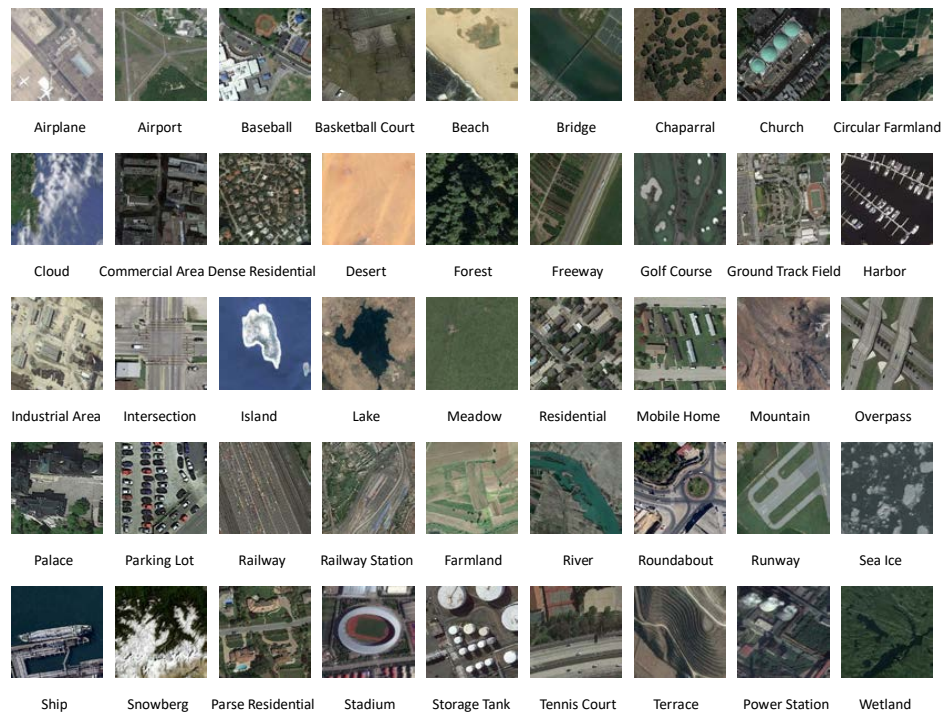 Airplane Airport Baseball Basketball Court Beach Bridge Chaparral Church Circular Farmland
Cloud Commercial Area Dense Residential Desert Forest Freeway Golf Course Ground Track Field Harbor
Industrial Area Intersection Island Lake Meadow Residential Mobile Home Mountain Overpass
Palace Parking Lot Railway Railway Station Farmland River Roundabout Runway Sea Ice
Ship Snowberg Parse Residential Stadium Storage Tank Tennis Court Terrace Power Station Wetland